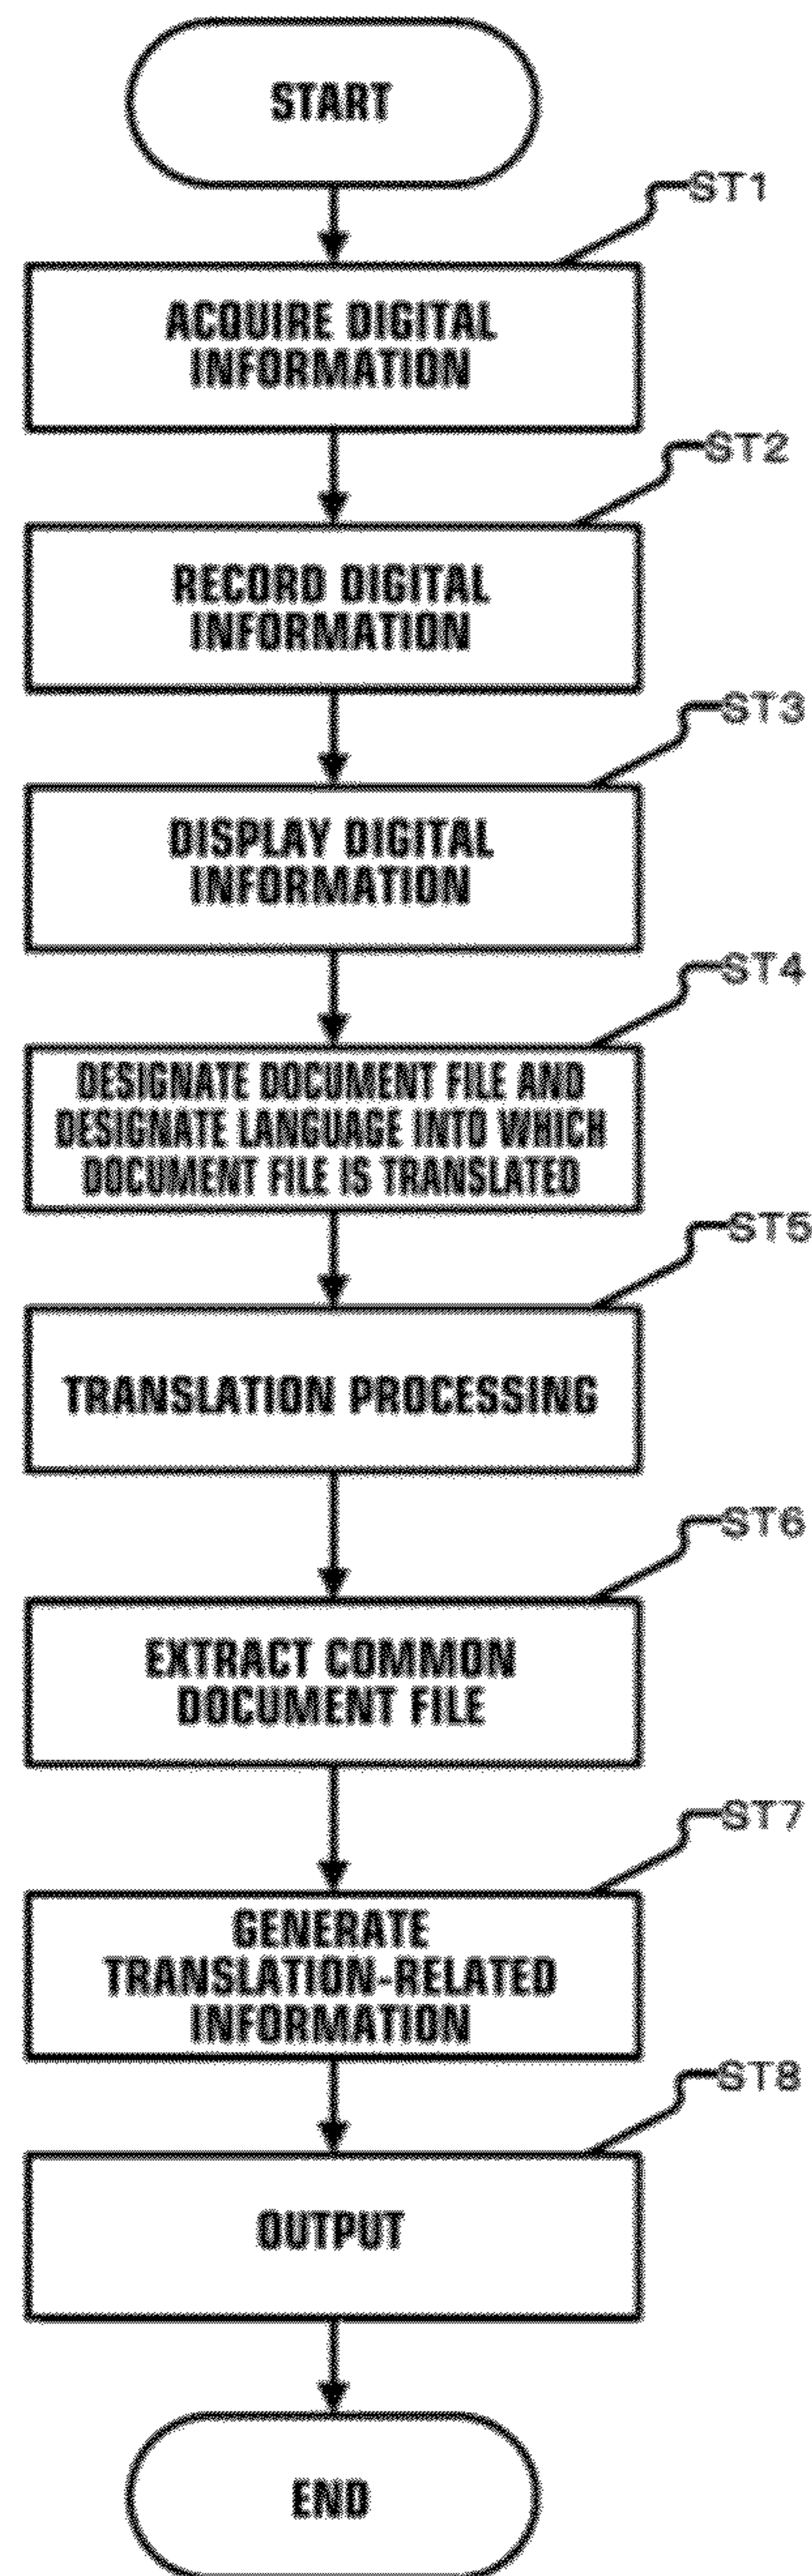 START
ST1
ACQUIRE DIGITAL
INFORMATION
ST2
RECORD DIGITAL
INFORMATION
ST3
DISPLAY DIGITAL
INFORMATION
ST4
DESIGNATE DOCUMENT FILE AND
DESIGNATE LANGUAGE INTO WHICH
DOCUMENT FILE IS TRANSLATED
ST5
TRANSLATION PROCESSING
ST6
EXTRACT COMMON
DOCUMENT FILE
ST7
GENERATE
TRANSLATION-RELATED
INFORMATION
ST8
OUTPUT
END